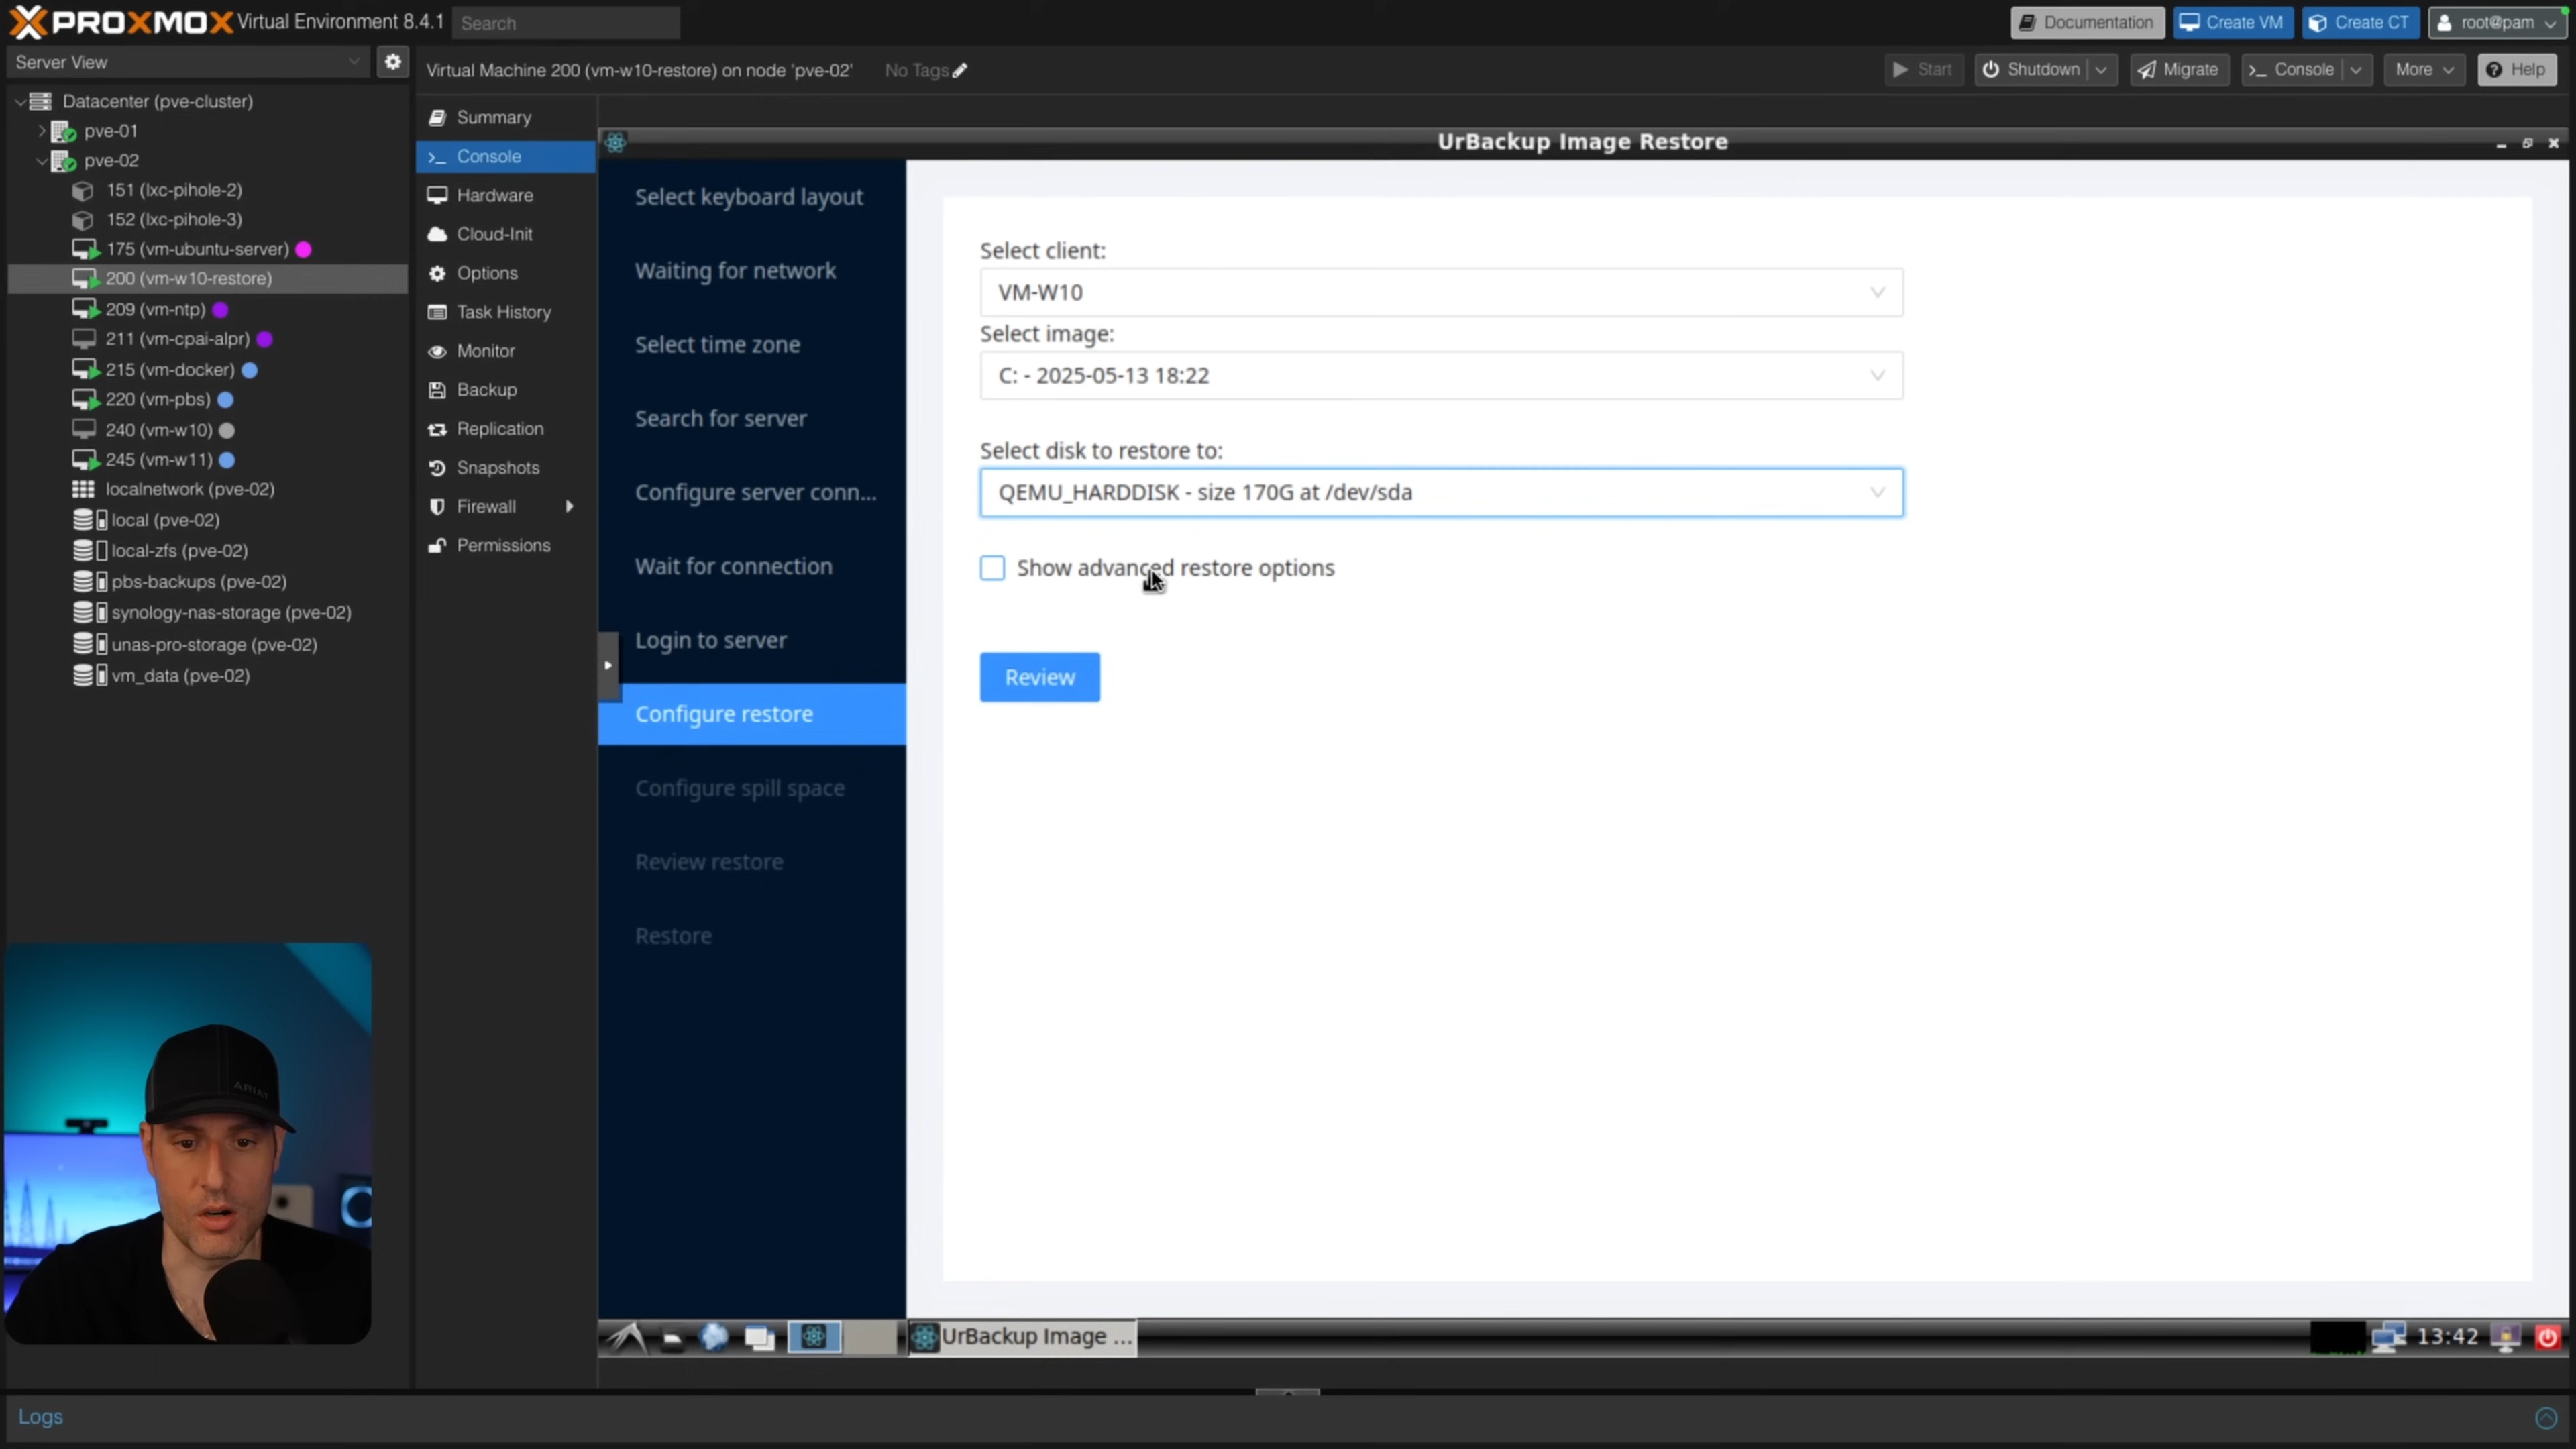 PROXMOX Virtual Environment 8.4.1
Search
Documentation
Create VM
Create CT
root@pam
Server View
Virtual Machine 200 (vm-w10-restore) on node 'pve-02'
No Tags
Start
Shutdown
Migrate
Console
More
Help
Datacenter (pve-cluster)
pve-01
pve-02
151 (lxc-pihole-2)
152 (lxc-pihole-3)
175 (vm-ubuntu-server)
200 (vm-w10-restore)
209 (vm-ntp)
211 (vm-cpai-alpr)
215 (vm-docker)
220 (vm-pbs)
240 (vm-w10)
245 (vm-w11)
localnetwork (pve-02)
local (pve-02)
local-zfs (pve-02)
pbs-backups (pve-02)
synology-nas-storage (pve-02)
unas-pro-storage (pve-02)
vm_data (pve-02)
Summary
Console
Hardware
Cloud-Init
Options
Task History
Monitor
Backup
Replication
Snapshots
Firewall
Permissions
UrBackup Image Restore
Select keyboard layout
Waiting for network
Select time zone
Search for server
Configure server conn...
Wait for connection
Login to server
Configure restore
Configure spill space
Review restore
Restore
Select client:
VM-W10
Select image:
C: - 2025-05-13 18:22
Select disk to restore to:
QEMU_HARDDISK - size 170G at /dev/sda
Show advanced restore options
Review
ARIAT
UrBackup Image ...
13:42
Logs